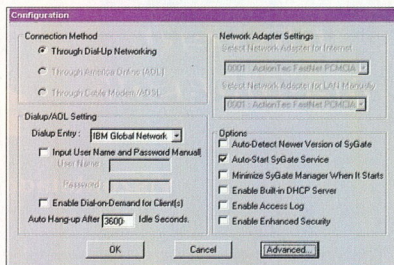 Configuration
Connection Method
Through Dial-Up Networking
Through America Online (AOL)
Through Cable Modem/ADSL
Dialup/AOL Setting
Dialup Entry : IBM Global Network
Input User Name and Password Manuall
User Name :
Password :
Enable Dial-on-Demand for Client(s)
Auto Hang-up After 3600 Idle Seconds.
Network Adapter Settings
Select Network Adapter for Internet
0001 : ActionTec FastNet PCMCIA
Select Network Adapter for LAN Manually
0001 : ActionTec FastNet PCMCIA
Options
Auto-Detect Newer Version of SyGate
Auto-Start SyGate Service
Minimize SyGate Manager When It Starts
Enable Built-in DHCP Server
Enable Access Log
Enable Enhanced Security
OK
Cancel
Advanced...